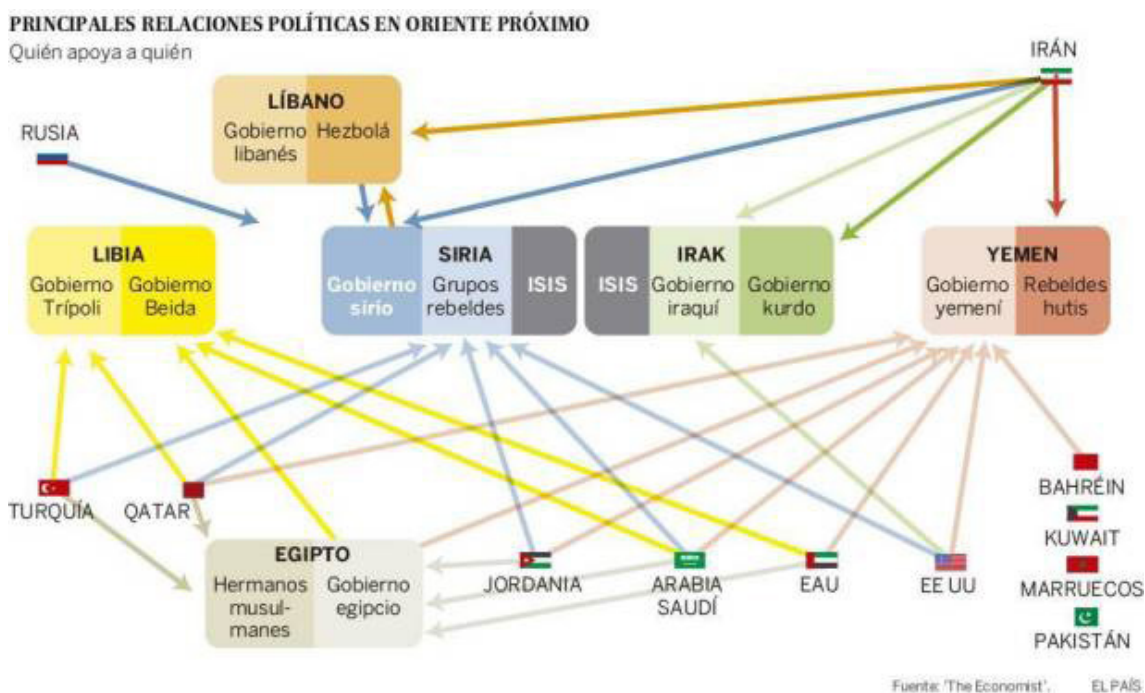 PRINCIPALES RELACIONES POLÍTICAS EN ORIENTE PRÓXIMO
Quién apoya a quién
IRÁN
RUSIA
LÍBANO
Gobierno
libanés
Hezbolá
LIBIA
Gobierno
Trípoli
Gobierno
Beida
SIRIA
Gobierno
sirio
Grupos
rebeldes
ISIS
IRAK
ISIS
Gobierno
iraquí
Gobierno
kurdo
YEMEN
Gobierno
yemení
Rebeldes
hutis
TURQUÍA
QATAR
EGIPTO
Hermanos
musul-
manes
Gobierno
egipcio
JORDANIA
ARABIA
SAUDÍ
EAU
EE UU
BAHRÉIN
KUWAIT
MARRUECOS
PAKISTÁN
Fuente: 'The Economist'.
EL PAÍS